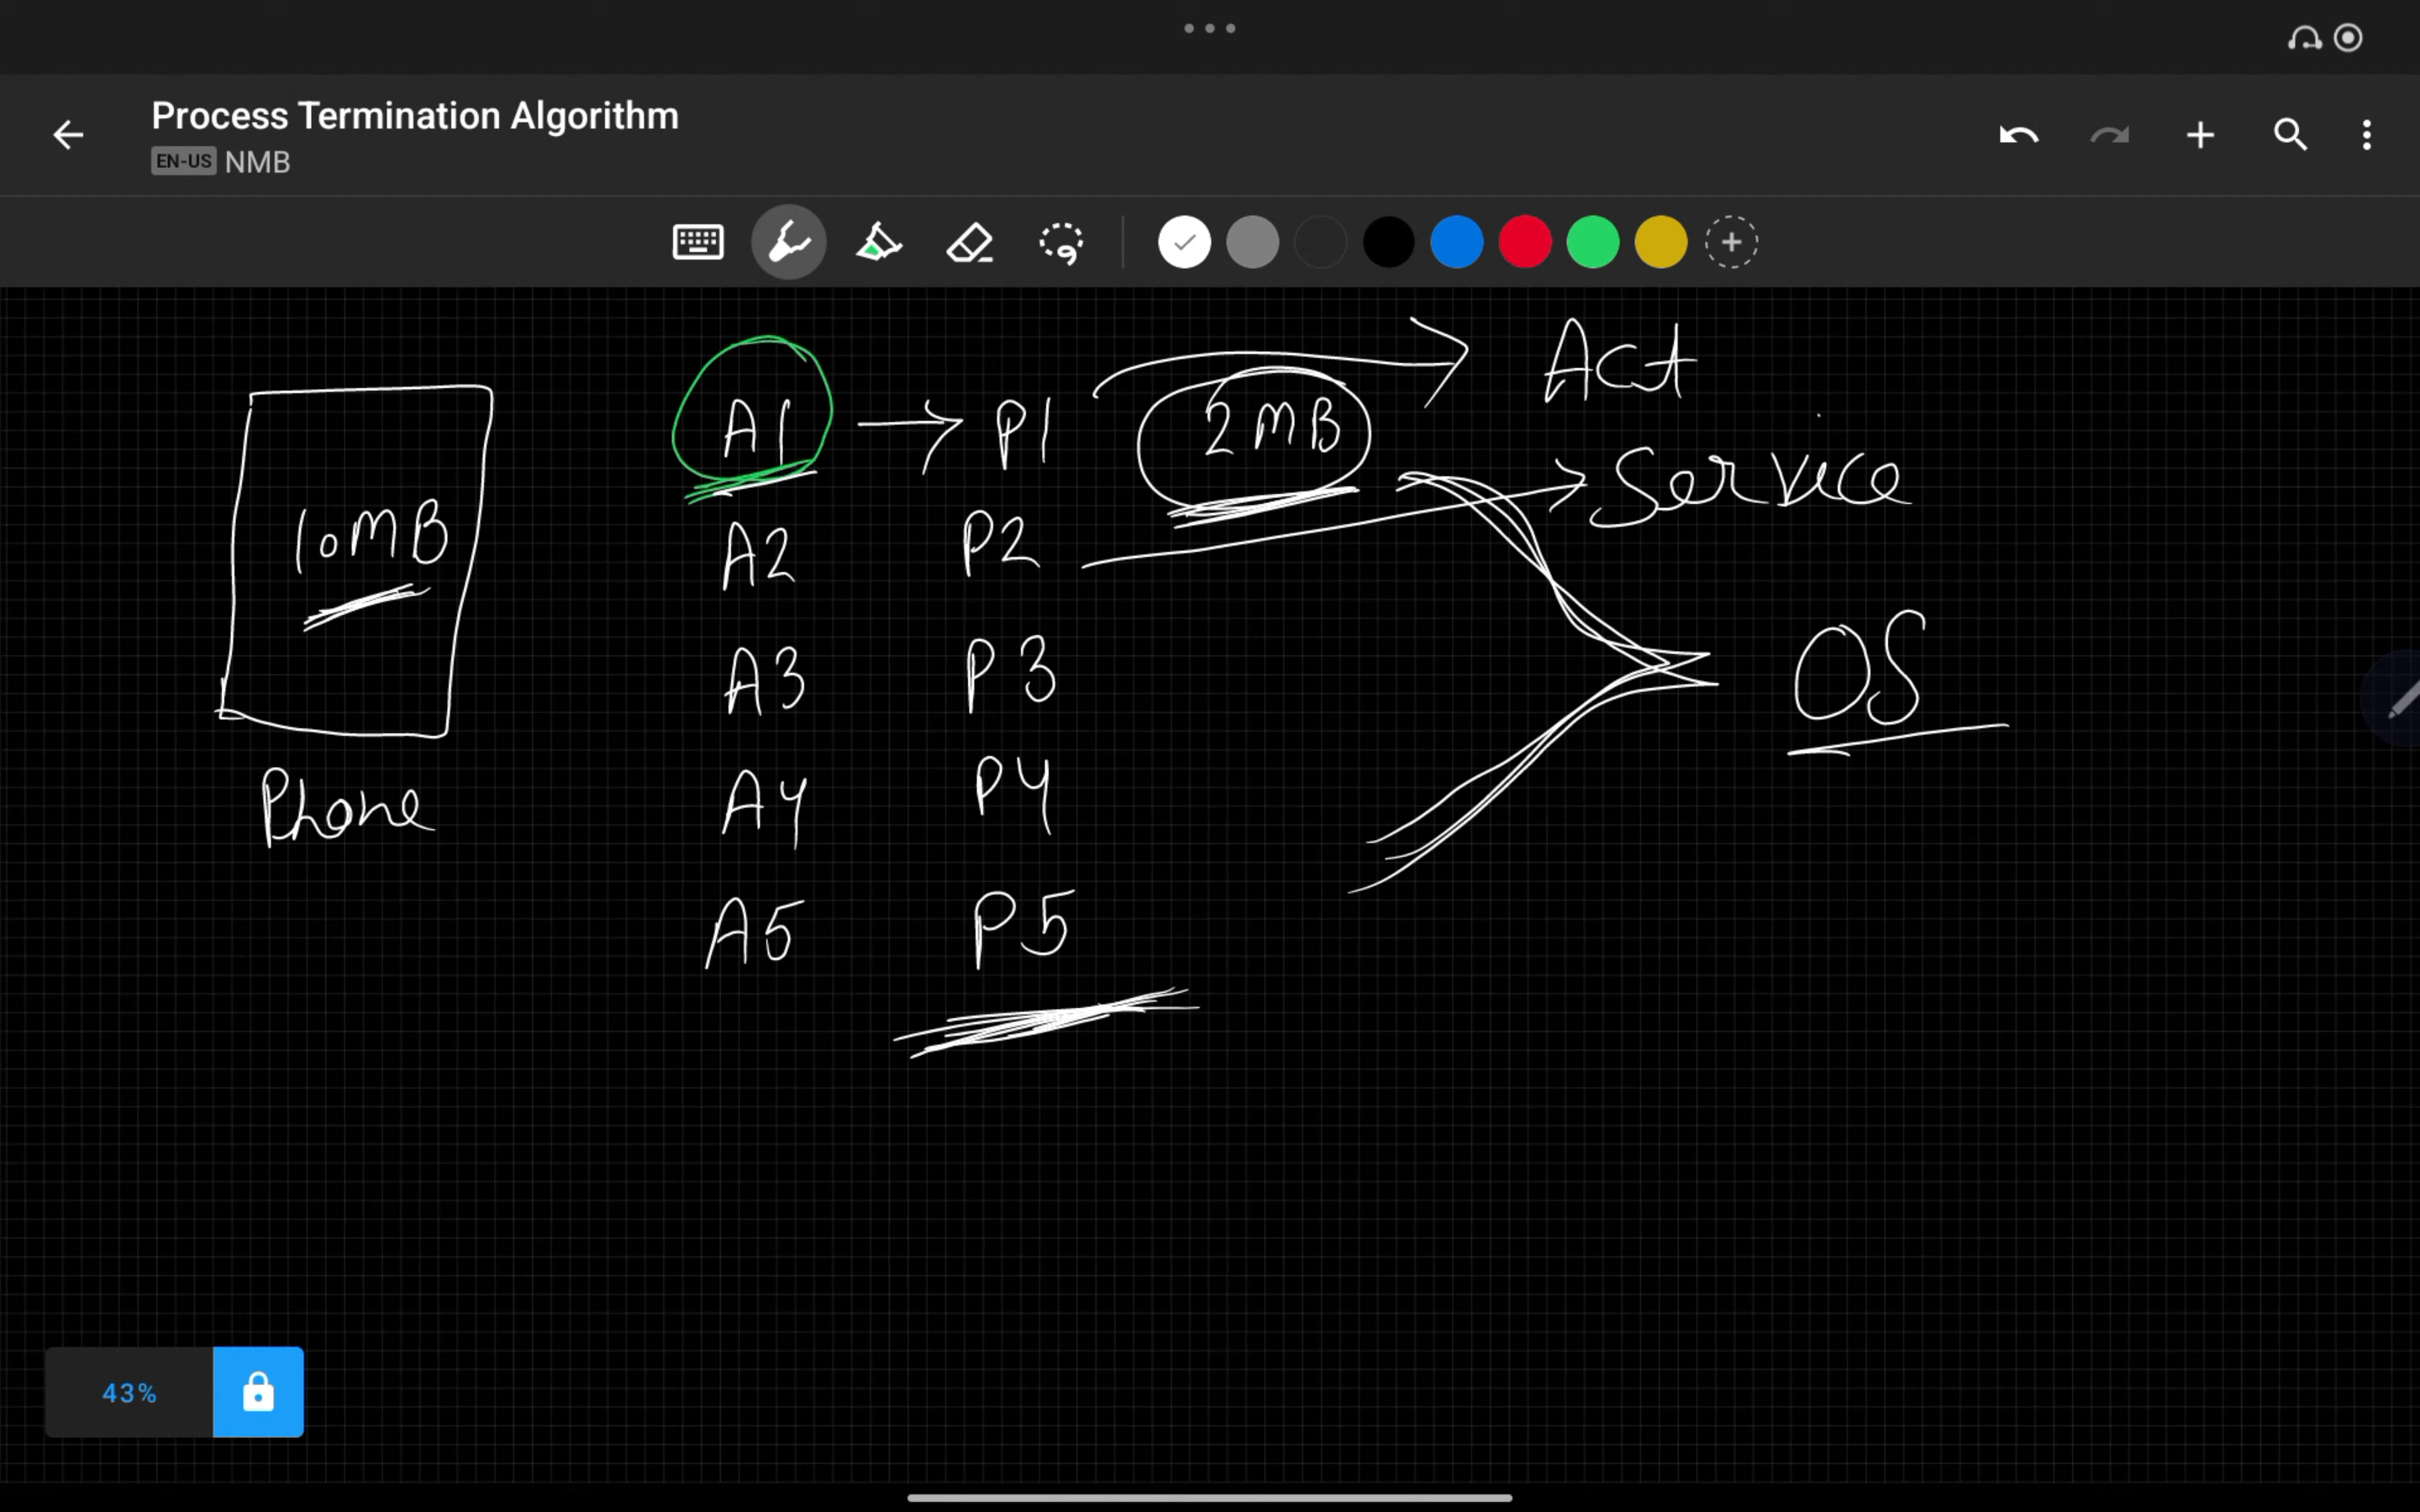 Process Termination Algorithm
EN-US NMB
A1 → P1 2MB Act
Service
10MB
A2 P2
A3 P3 OS
Phone
A4 P4
A5 P5
43%